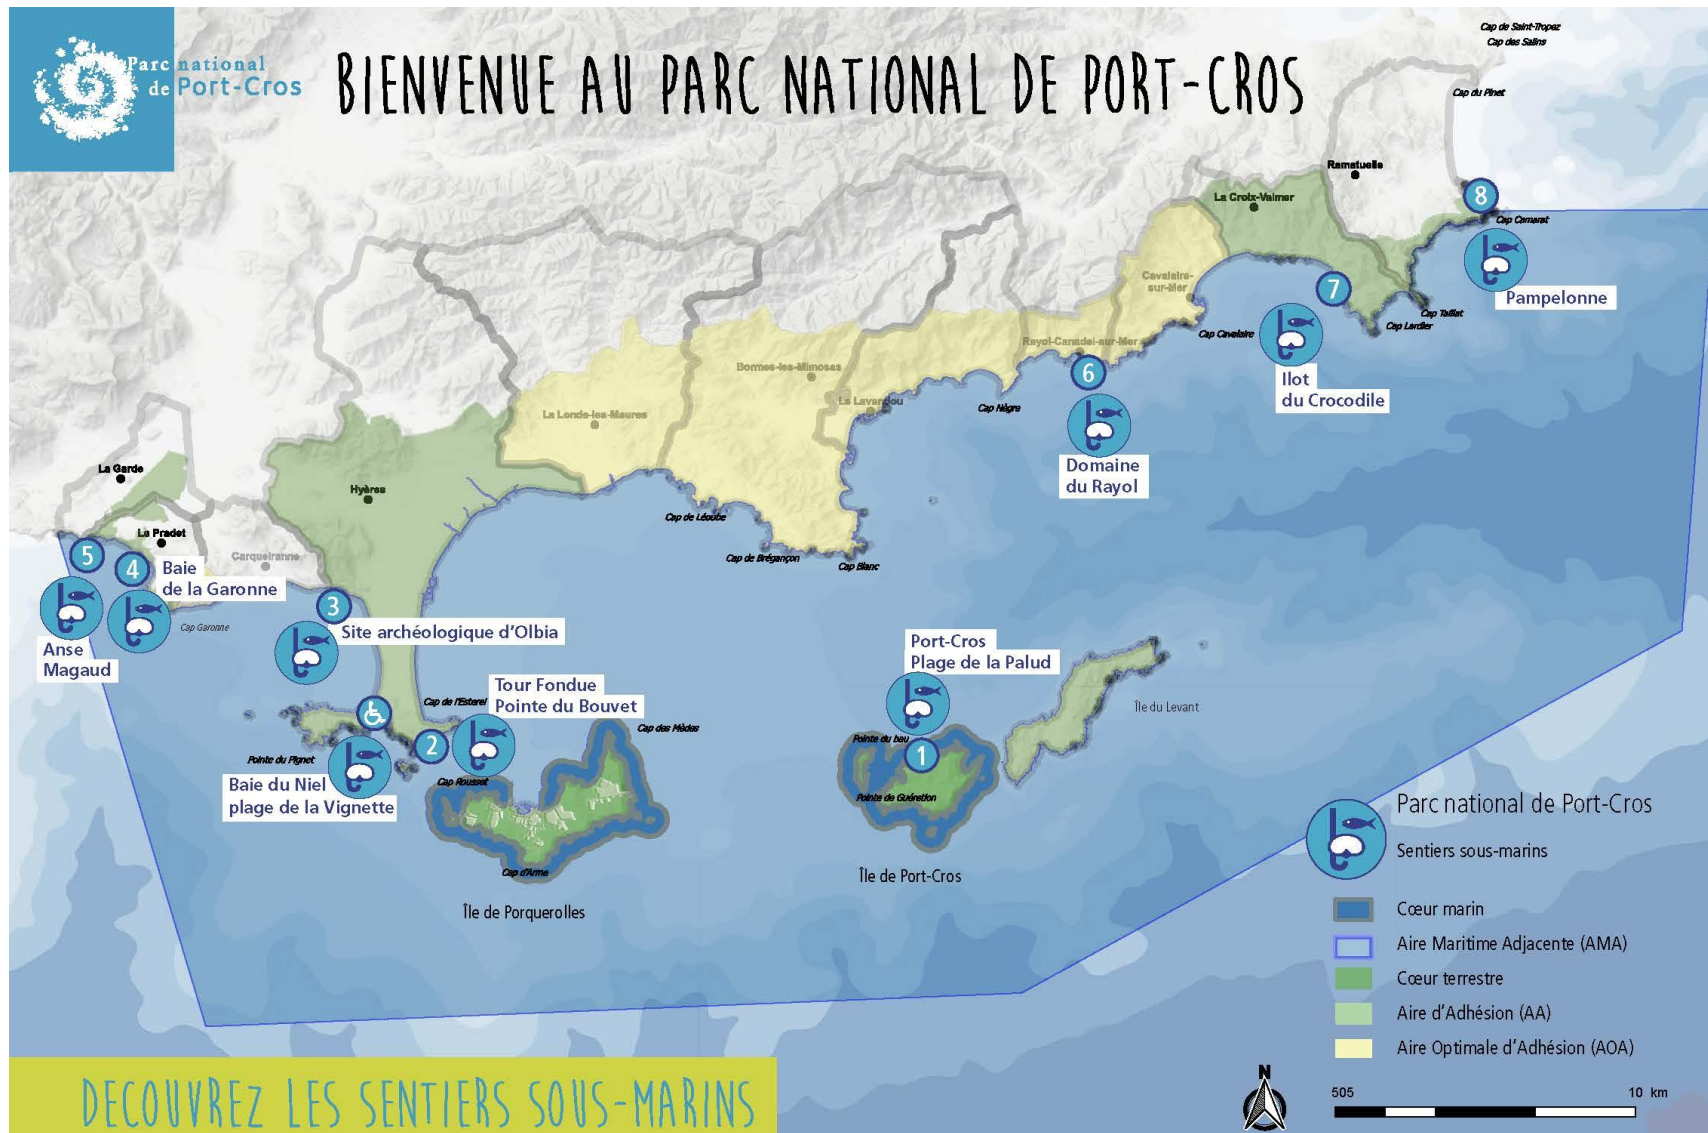 Parc national
de Port-Cros
BIENVENUE AU PARC NATIONAL DE PORT-CROS
Cap de Saint-Tropez
Cap des Salins
Cap du Pinet
Ramatuelle
La Croix-Valmer
8
Cap Camarat
Pampelonne
Cavalaire-
sur-Mer
7
Cap Taillat
Cap Lardier
Cap Cavalaire
Ilot
du Crocodile
Rayol-Canadel-sur-Mer
6
Domaine
du Rayol
Bormes-les-Mimosas
Le Lavandou
Cap Nègre
La Londe-les-Maures
La Garde
Hyères
Cap de Léoube
Cap de Brégançon
Cap Blanc
Le Pradet
Carqueiranne
5
4
Baie
de la Garonne
3
Cap Garonne
Site archéologique d'Olbia
Anse
Magaud
Port-Cros
Plage de la Palud
Tour Fondue
Pointe du Bouvet
Cap de l'Esterel
Cap des Mèdes
Île du Levant
2
Pointe du Pignet
Baie du Niel
plage de la Vignette
Cap Rousset
Pointe du bau
1
Pointe de Guéretion
Cap d'Arme
Île de Port-Cros
Île de Porquerolles
Parc national de Port-Cros
Sentiers sous-marins
Cœur marin
Aire Maritime Adjacente (AMA)
Cœur terrestre
Aire d'Adhésion (AA)
Aire Optimale d'Adhésion (AOA)
N
505 10 km
DECOUVREZ LES SENTIERS SOUS-MARINS